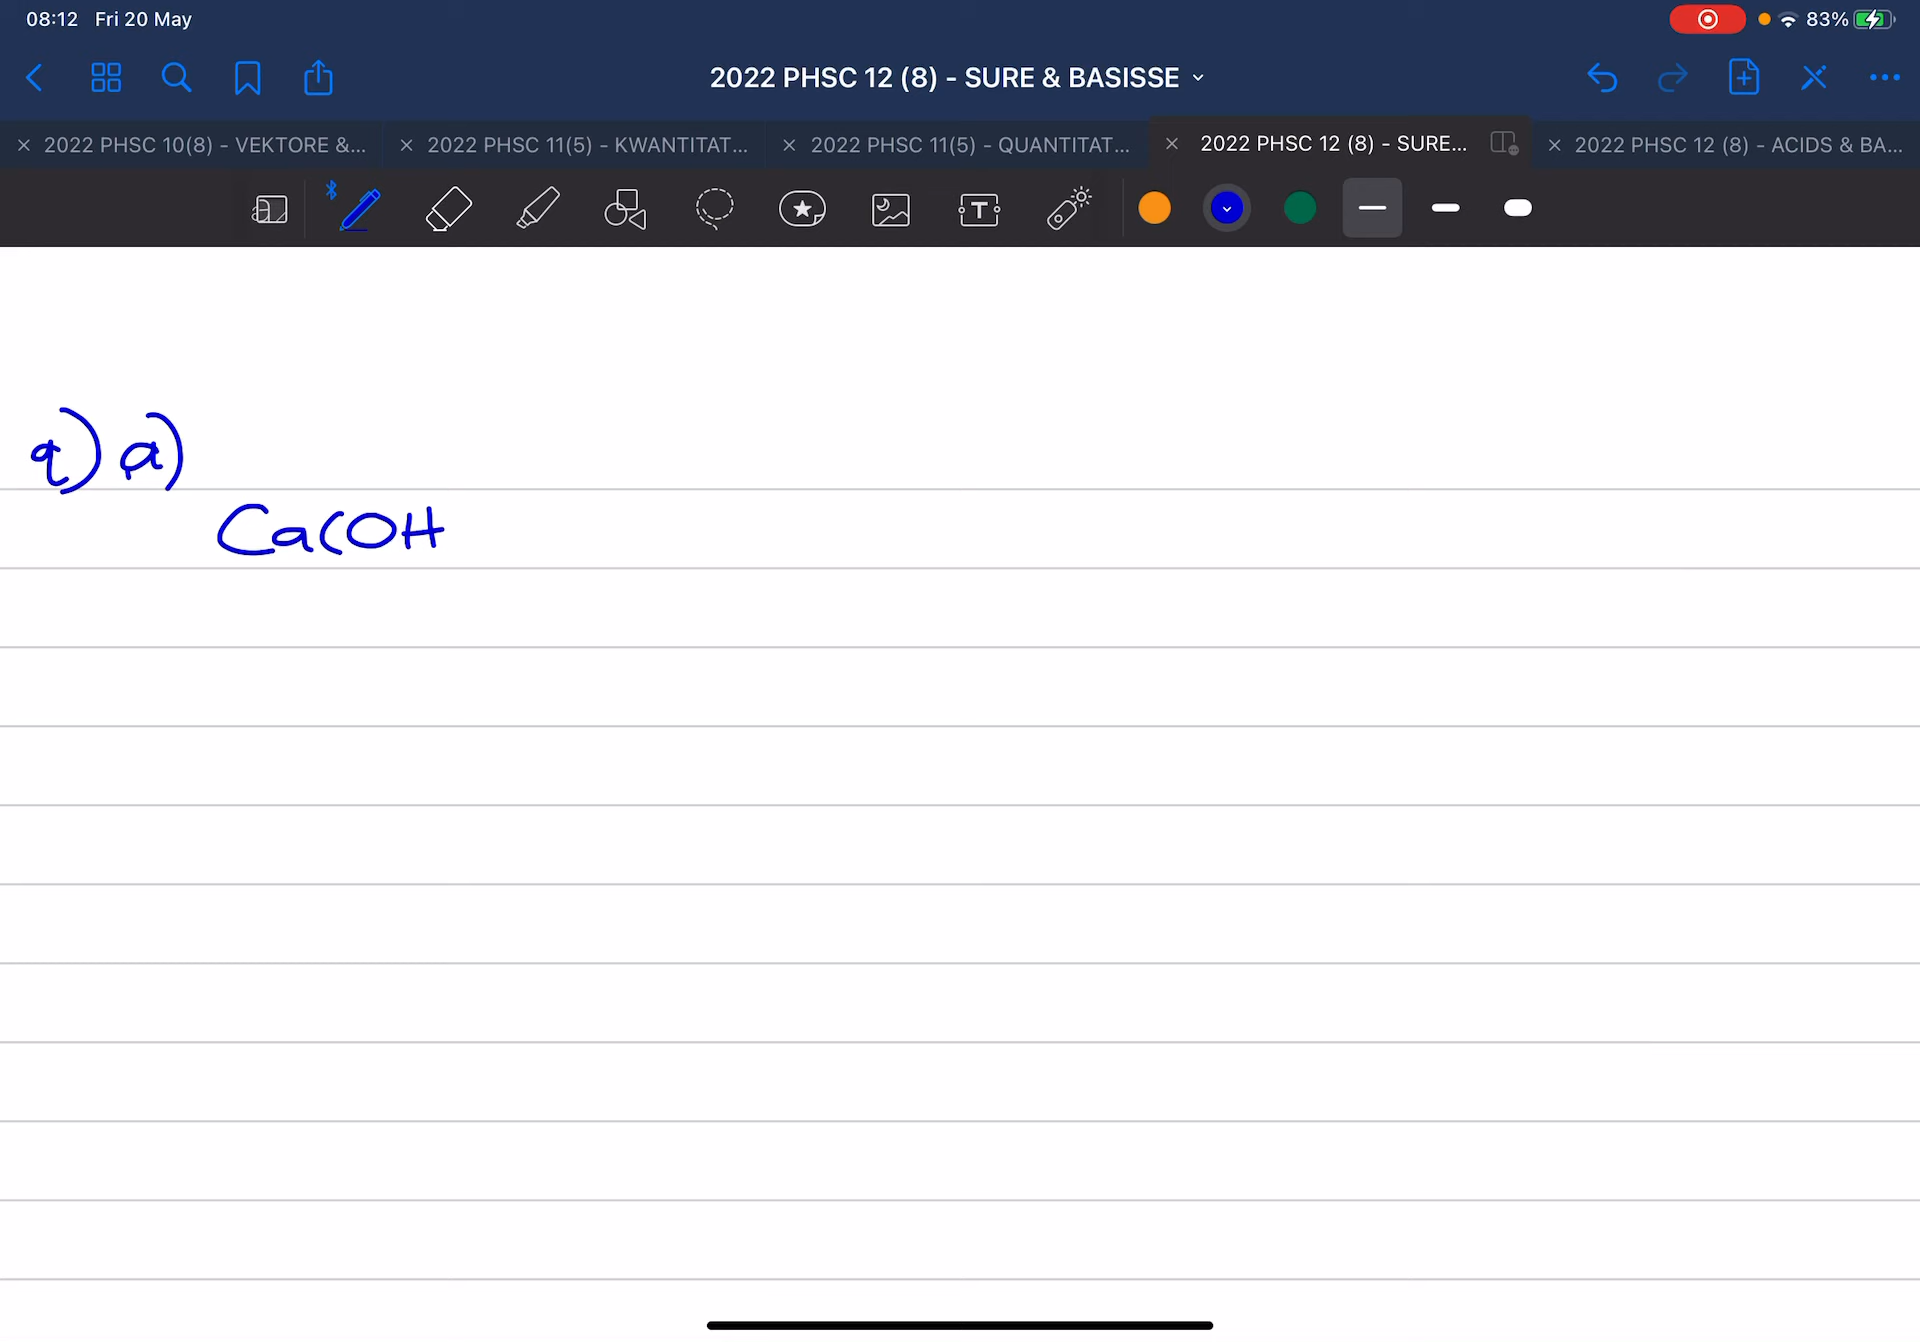 08:12 Fri 20 May
83%
2022 PHSC 12 (8) - SURE & BASISSE
2022 PHSC 10(8) - VEKTORE &...
2022 PHSC 11(5) - KWANTITAT...
2022 PHSC 11(5) - QUANTITAT...
2022 PHSC 12 (8) - SURE...
2022 PHSC 12 (8) - ACIDS & BA...
q) a)
Ca(OH